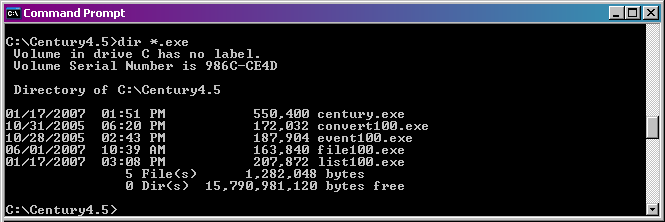 Command Prompt
C:\Century4.5>dir *.exe
Volume in drive C has no label.
Volume Serial Number is 986C-CE4D
Directory of C:\Century4.5
01/17/2007 01:51 PM 550,400 century.exe
10/31/2005 06:20 PM 172,032 convert100.exe
10/28/2005 02:43 PM 187,904 event100.exe
06/01/2007 10:39 AM 163,840 file100.exe
01/17/2007 03:08 PM 207,872 list100.exe
5 File(s) 1,282,048 bytes
0 Dir(s) 15,790,981,120 bytes free
C:\Century4.5>